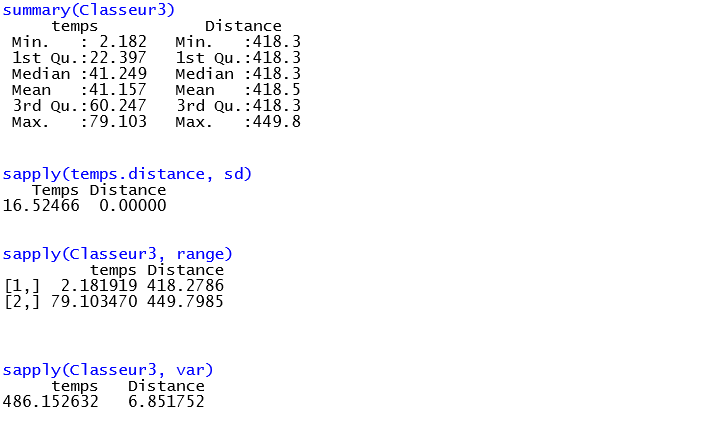 summary(Classeur3)
temps Distance
Min. : 2.182 Min. :418.3
1st Qu.:22.397 1st Qu.:418.3
Median :41.249 Median :418.3
Mean :41.157 Mean :418.5
3rd Qu.:60.247 3rd Qu.:418.3
Max. :79.103 Max. :449.8
sapply(temps.distance, sd)
Temps Distance
16.52466 0.00000
sapply(Classeur3, range)
temps Distance
[1,] 2.181919 418.2786
[2,] 79.103470 449.7985
sapply(Classeur3, var)
temps Distance
486.152632 6.851752